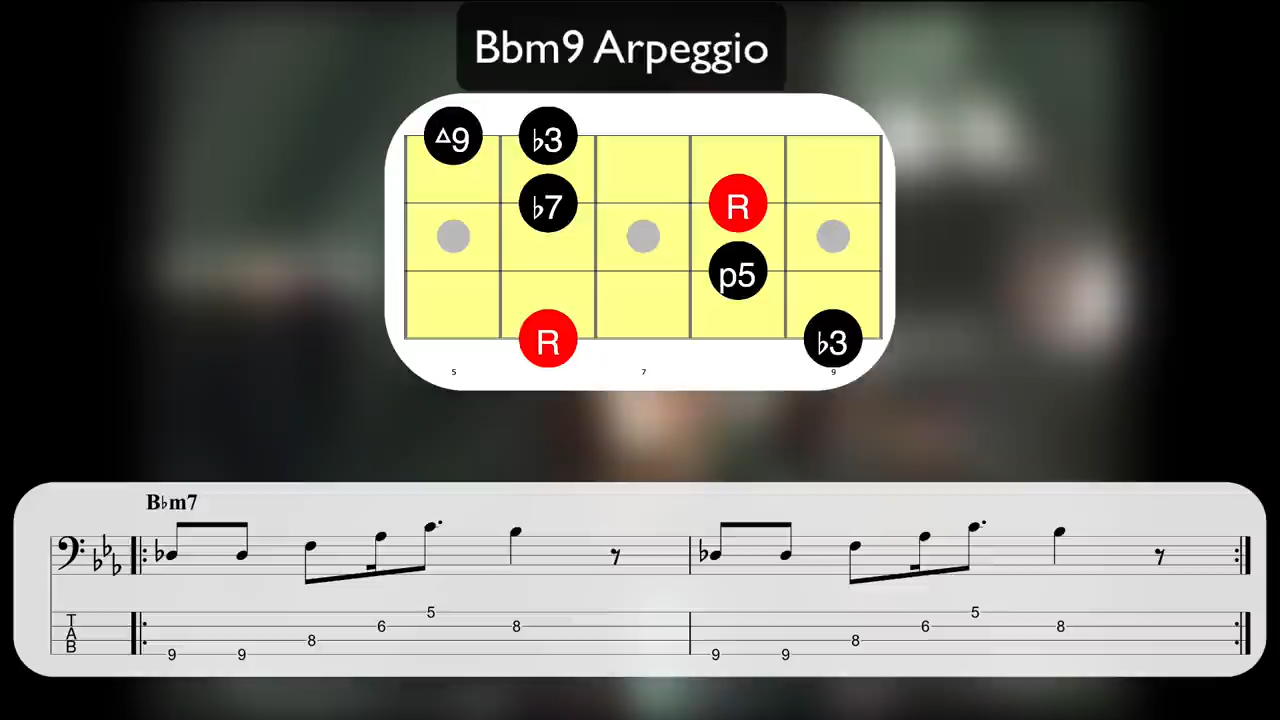 Bbm9 Arpeggio
△9 ♭3
♭7 R
p5
R ♭3
5 7 9
B♭m7
T
A
B
5 5
6 8 6 8
8 8
9 9 9 9